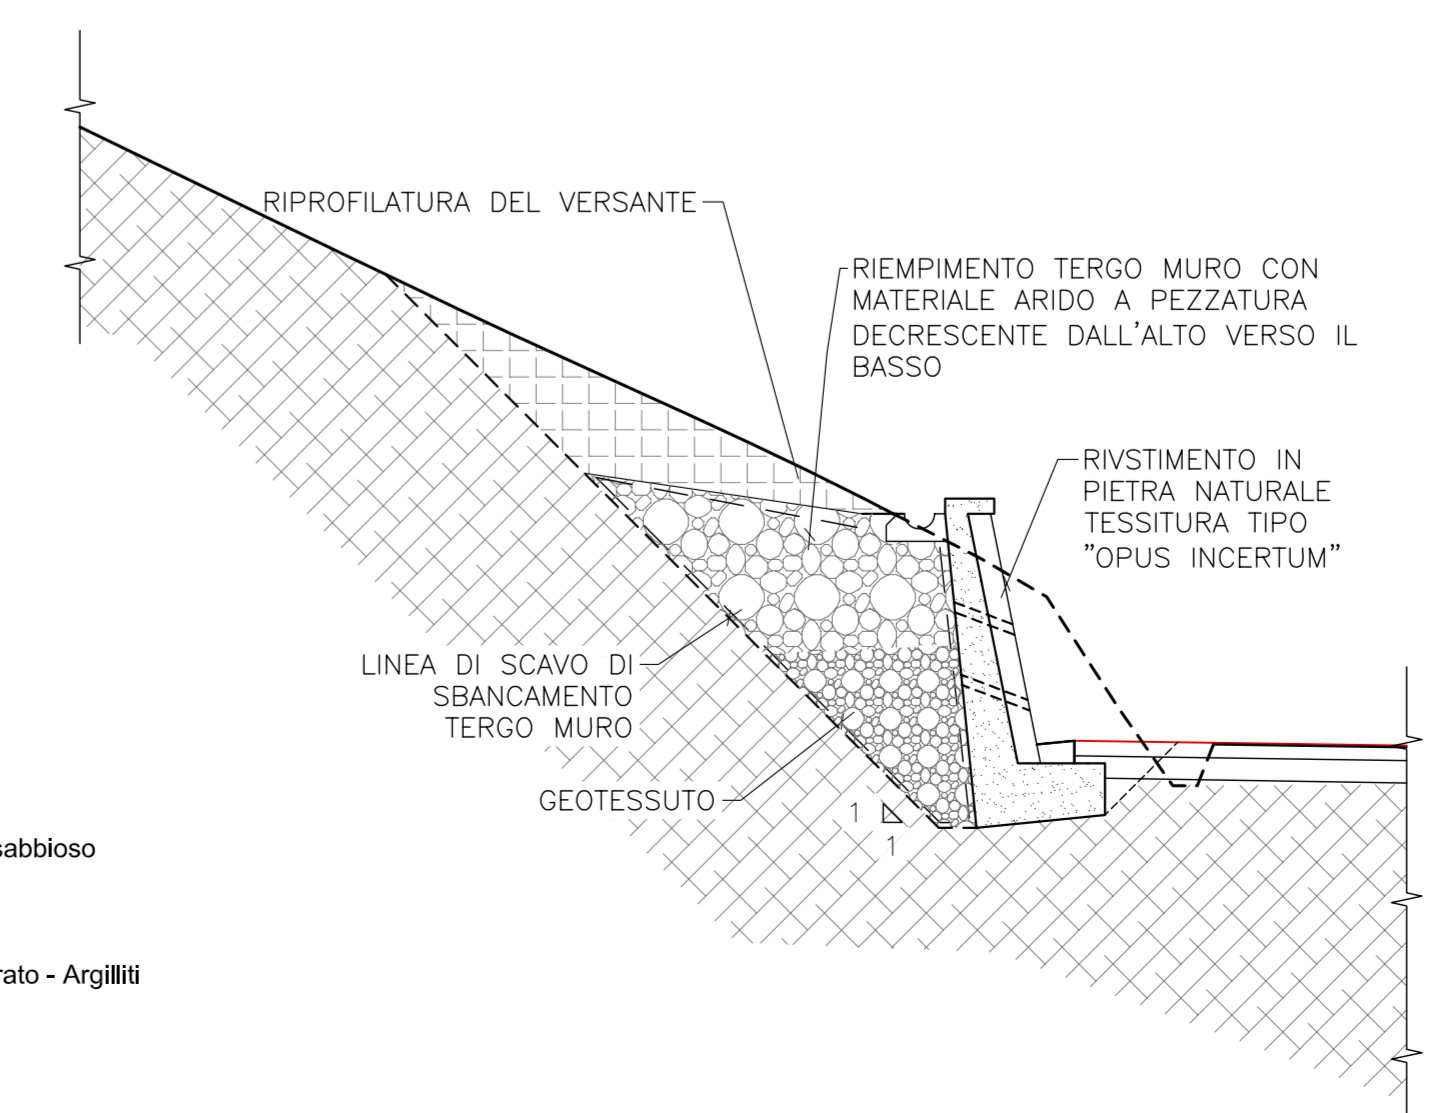 RIPROFILATURA DEL VERSANTE
RIEMPIMENTO TERGO MURO CON
MATERIALE ARIDO A PEZZATURA
DECRESCENTE DALL'ALTO VERSO IL
BASSO
RIVSTIMENTO IN
PIETRA NATURALE
TESSITURA TIPO
"OPUS INCERTUM"
LINEA DI SCAVO DI
SBANCAMENTO
TERGO MURO
GEOTESSUTO
1
1
sabbioso
rato - Argilliti